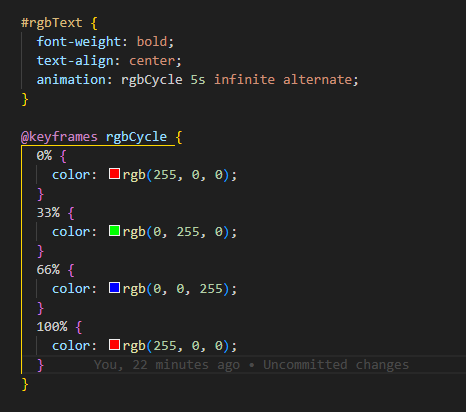 #rgbText {
  font-weight: bold;
  text-align: center;
  animation: rgbCycle 5s infinite alternate;
}

@keyframes rgbCycle {
  0% {
    color: rgb(255, 0, 0);
  }
  33% {
    color: rgb(0, 255, 0);
  }
  66% {
    color: rgb(0, 0, 255);
  }
  100% {
    color: rgb(255, 0, 0);
  }      You, 22 minutes ago • Uncommitted changes
}